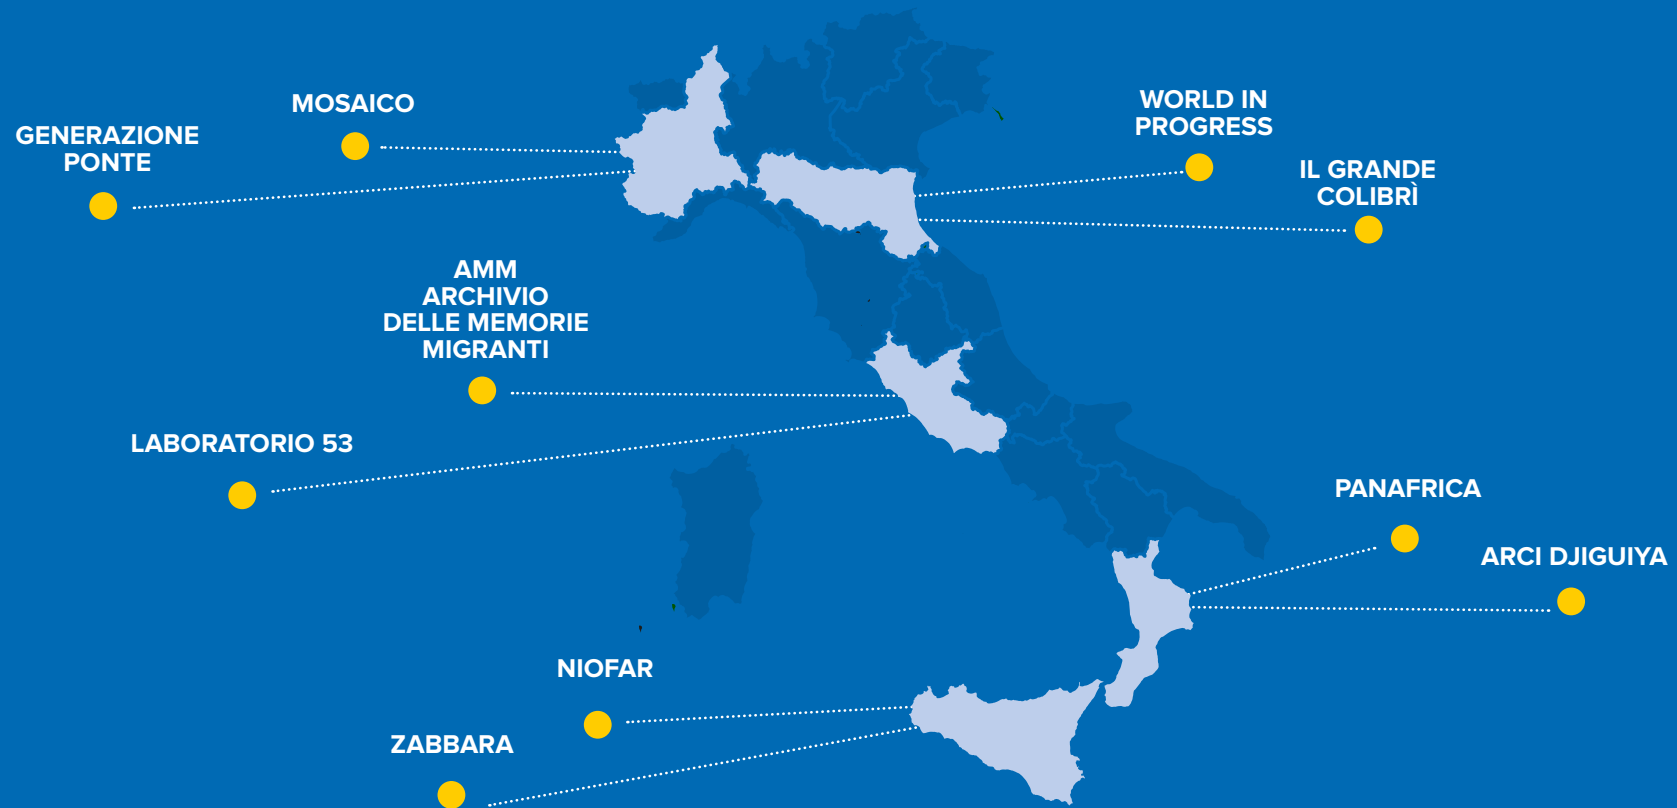 MOSAICO
GENERAZIONE
PONTE
WORLD IN
PROGRESS
IL GRANDE
COLIBRÌ
AMM
ARCHIVIO
DELLE MEMORIE
MIGRANTI
LABORATORIO 53
PANAFRICA
ARCI DJIGUIYA
NIOFAR
ZABBARA